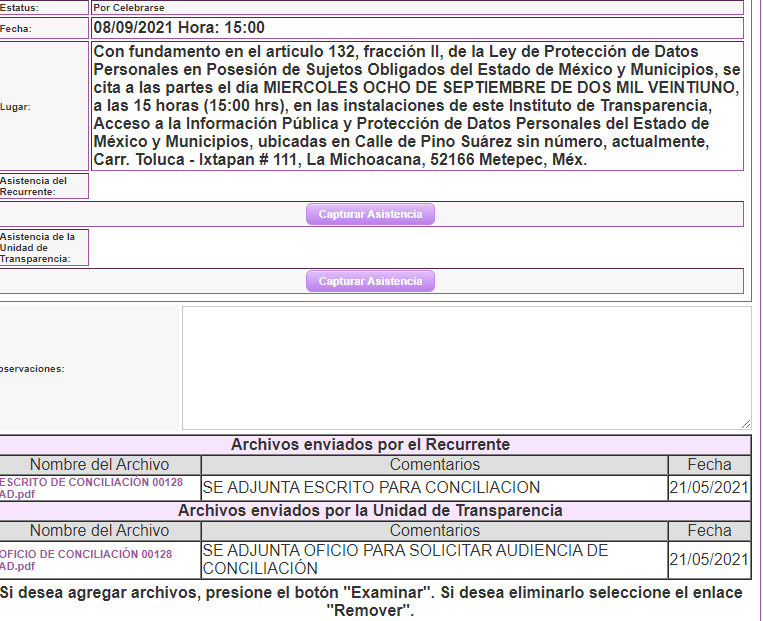 Estatus: Por Celebrarse
Fecha: 08/09/2021 Hora: 15:00
Lugar:
Con fundamento en el artículo 132, fracción II, de la Ley de Protección de Datos
Personales en Posesión de Sujetos Obligados del Estado de México y Municipios, se
cita a las partes el día MIERCOLES OCHO DE SEPTIEMBRE DE DOS MIL VEINTIUNO,
a las 15 horas (15:00 hrs), en las instalaciones de este Instituto de Transparencia,
Acceso a la Información Pública y Protección de Datos Personales del Estado de
México y Municipios, ubicadas en Calle de Pino Suárez sin número, actualmente,
Carr. Toluca - Ixtapan # 111, La Michoacana, 52166 Metepec, Méx.
Asistencia del
Recurrente:
Capturar Asistencia
Asistencia de la
Unidad de
Transparencia:
Capturar Asistencia
bservaciones:
Archivos enviados por el Recurrente
Nombre del Archivo Comentarios Fecha
ESCRITO DE CONCILIACIÓN 00128
AD.pdf
SE ADJUNTA ESCRITO PARA CONCILIACION
21/05/2021
Archivos enviados por la Unidad de Transparencia
Nombre del Archivo Comentarios Fecha
OFICIO DE CONCILIACIÓN 00128
AD.pdf
SE ADJUNTA OFICIO PARA SOLICITAR AUDIENCIA DE
CONCILIACIÓN
21/05/2021
Si desea agregar archivos, presione el botón "Examinar". Si desea eliminarlo seleccione el enlace
"Remover".